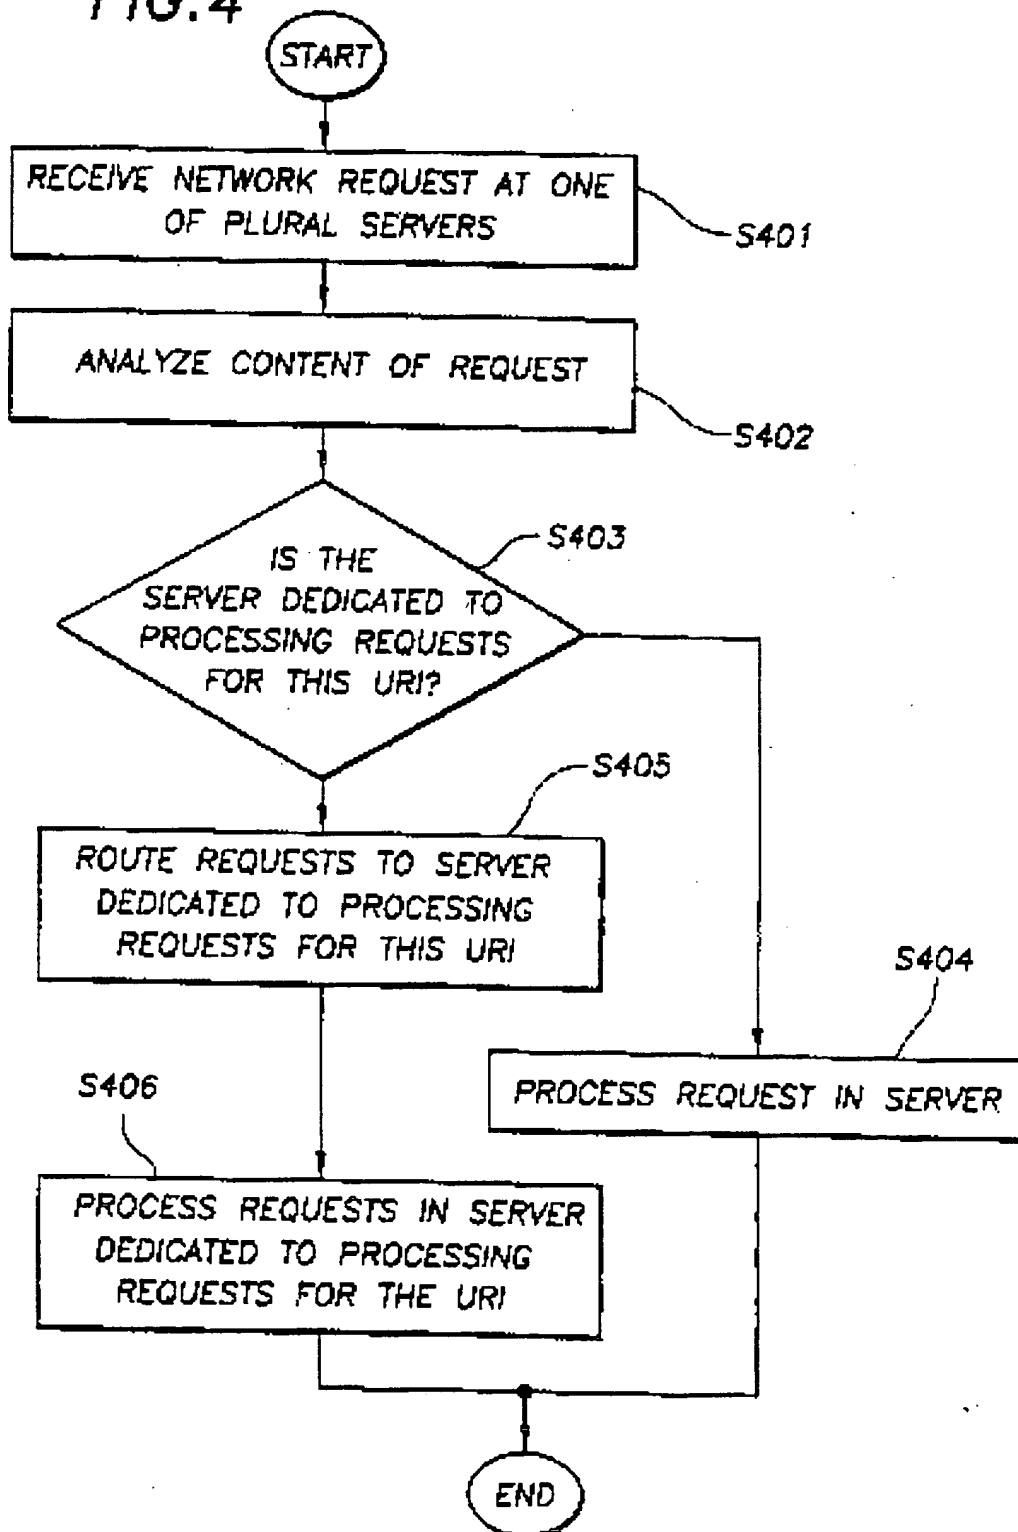 FIG.4
START
RECEIVE NETWORK REQUEST AT ONE
OF PLURAL SERVERS
S401
ANALYZE CONTENT OF REQUEST
S402
S403
IS THE
SERVER DEDICATED TO
PROCESSING REQUESTS
FOR THIS URI?
S405
ROUTE REQUESTS TO SERVER
DEDICATED TO PROCESSING
REQUESTS FOR THIS URI
S404
PROCESS REQUEST IN SERVER
S406
PROCESS REQUESTS IN SERVER
DEDICATED TO PROCESSING
REQUESTS FOR THE URI
END